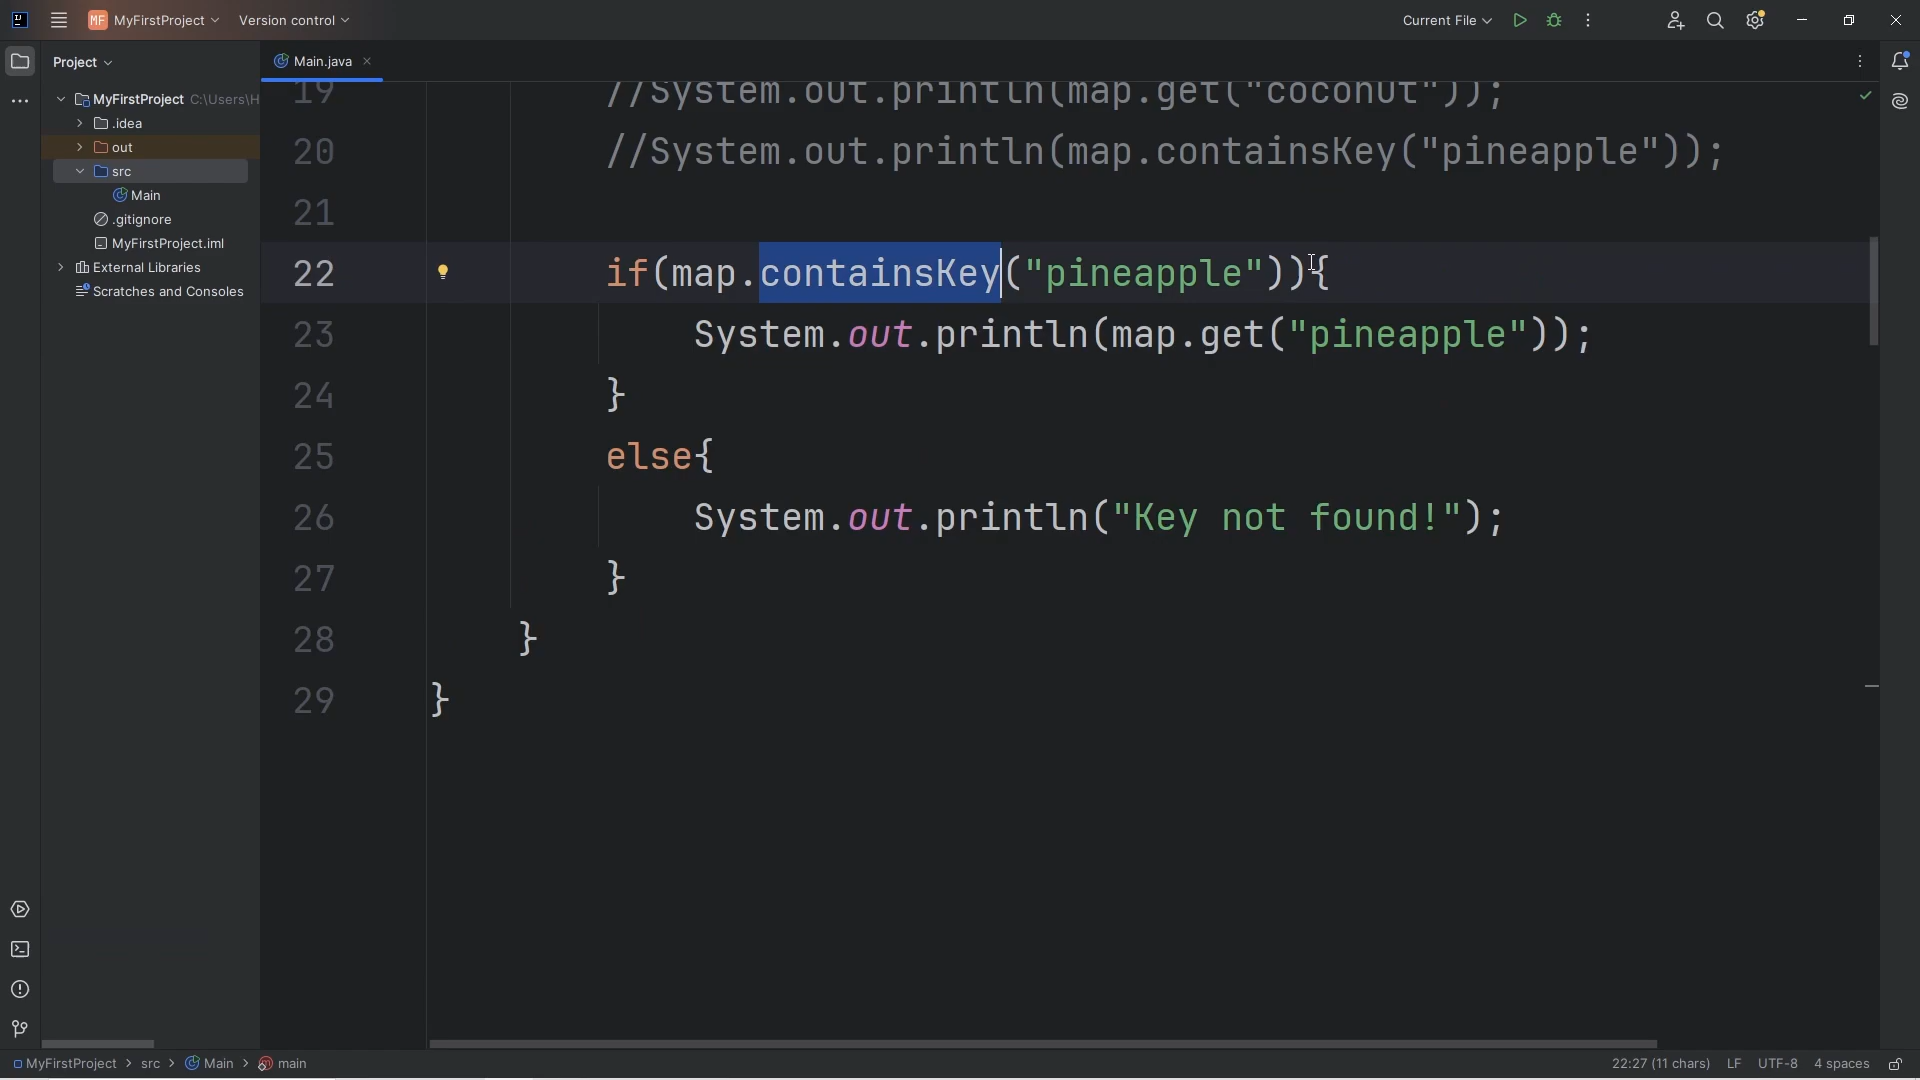 MF MyFirstProject Version control Current File
Project Main.java
MyFirstProject C:\Users\H
.idea
out
src
Main
.gitignore
MyFirstProject.iml
External Libraries
Scratches and Consoles
19 //System.out.println(map.get("coconut"));
20 //System.out.println(map.containsKey("pineapple"));
21
22 if(map.containsKey("pineapple")){
23 System.out.println(map.get("pineapple"));
24 }
25 else{
26 System.out.println("Key not found!");
27 }
28 }
29 }
MyFirstProject > src > Main > main 22:27 (11 chars) LF UTF-8 4 spaces